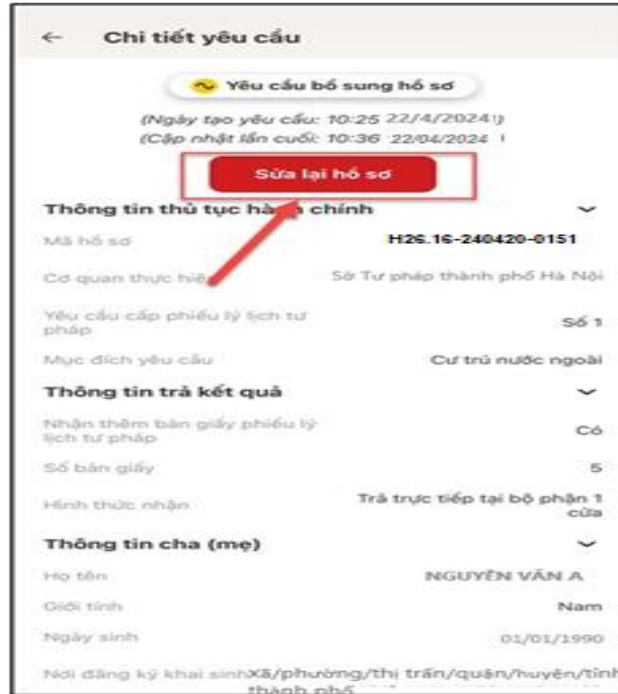 ← Chi tiết yêu cầu
Yêu cầu bổ sung hồ sơ
(Ngày tạo yêu cầu: 10:25 22/4/2024)
(Cập nhật lần cuối: 10:36 22/04/2024
Sửa lại hồ sơ
Thông tin thủ tục hành chính
Mã hồ sơ H26.16-240420-0151
Cơ quan thực hiện Sở Tư pháp thành phố Hà Nội
Yêu cầu cấp phiếu lý lịch tư
pháp Số 1
Mục đích yêu cầu Cư trú nước ngoài
Thông tin trả kết quả
Nhận thêm bản giấy phiếu lý
lịch tư pháp Có
Số bản giấy 5
Hình thức nhận Trả trực tiếp tại bộ phận 1
cửa
Thông tin cha (mẹ)
Họ tên NGUYỄN VĂN A
Giới tính Nam
Ngày sinh 01/01/1990
Nơi đăng ký khai sinh Xã/phường/thị trấn/quận/huyện/tỉnh
thành phố